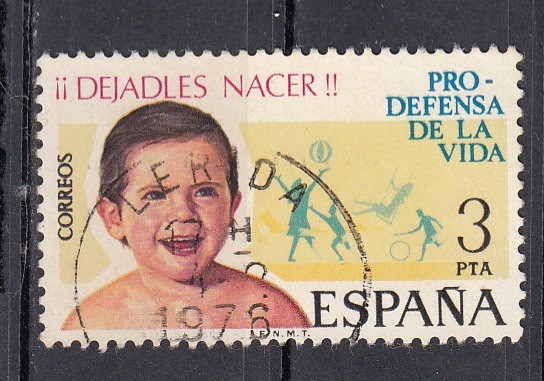 ¡¡ DEJADLES NACER !!
PRO-
DEFENSA
DE LA
VIDA
CORREOS
LERIDA
1976
3
PTA
ESPAÑA
F.N.M.T.